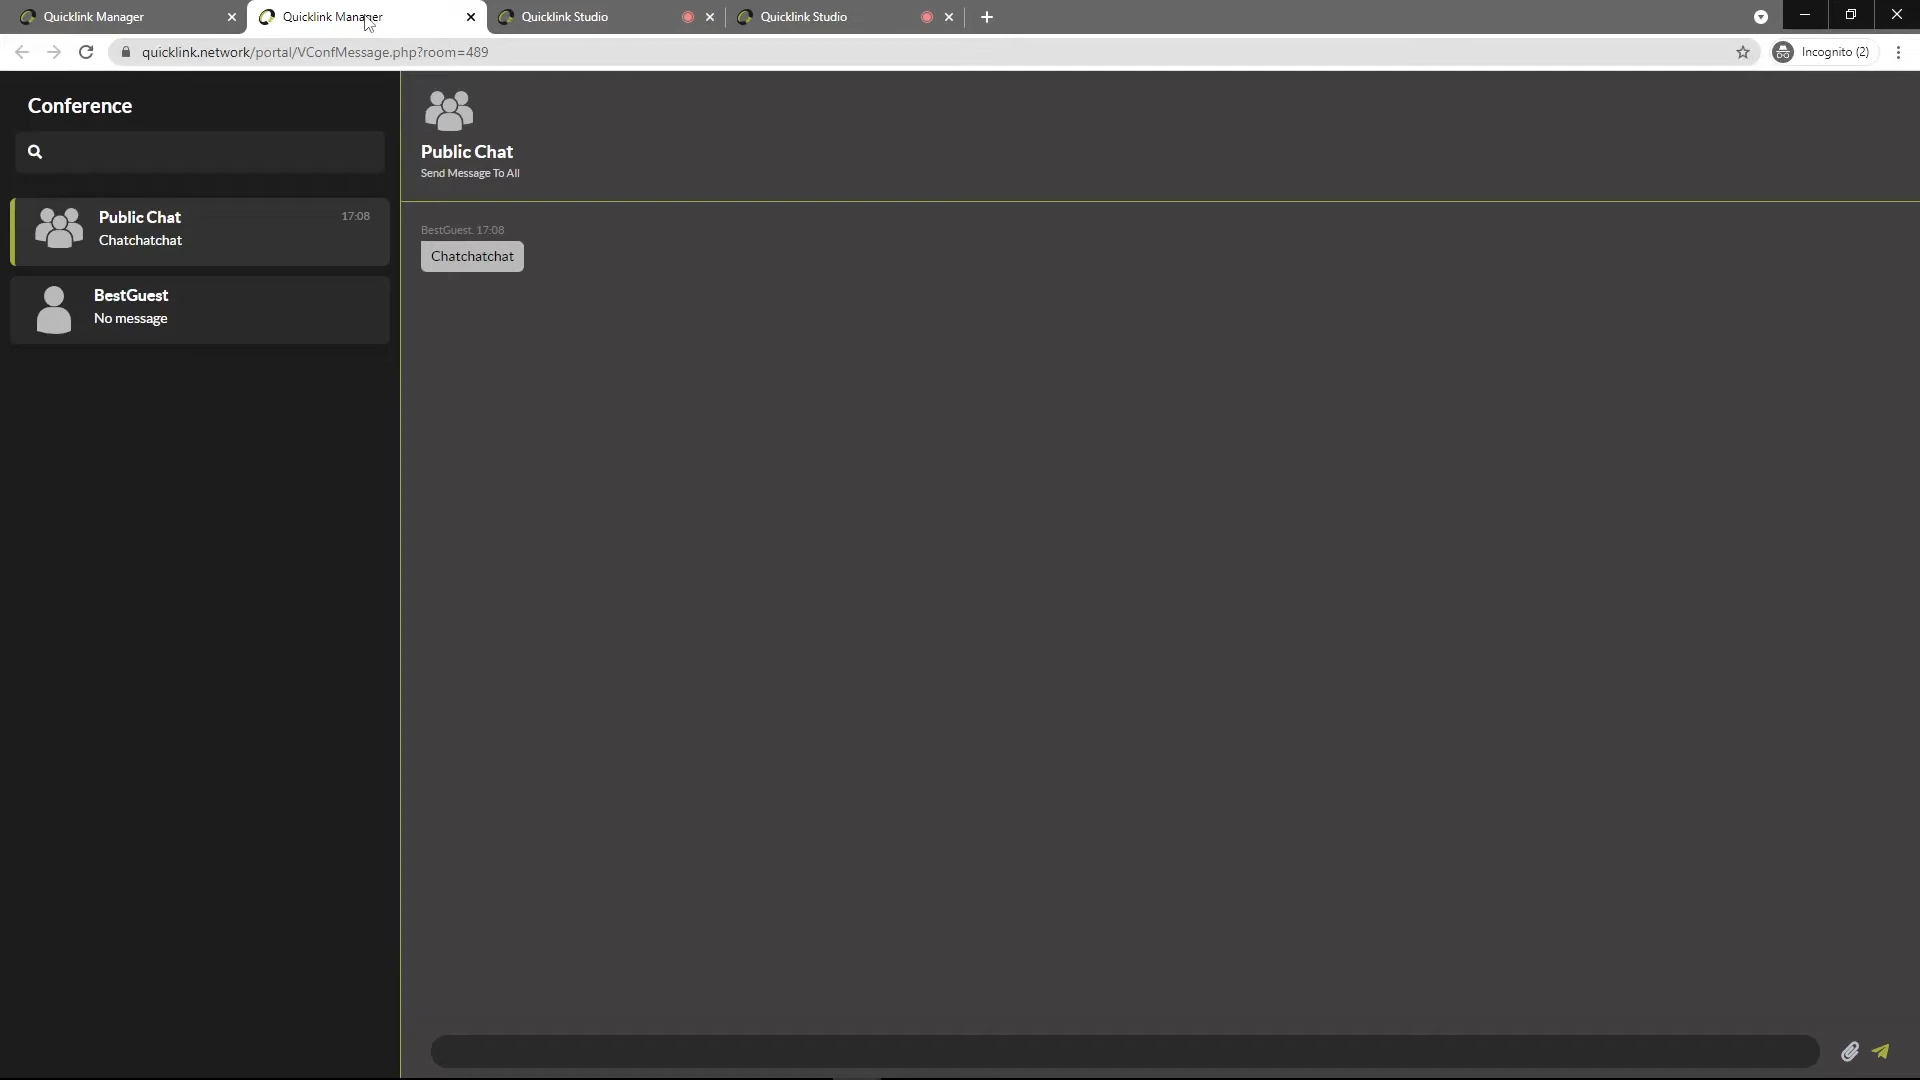 Quicklink Manager
Quicklink Manager
Quicklink Studio
Quicklink Studio
quicklink.network/portal/VConfMessage.php?room=489
Incognito (2)
Conference
Public Chat
17:08
Chatchatchat
BestGuest
No message
Public Chat
Send Message To All
BestGuest. 17:08
Chatchatchat